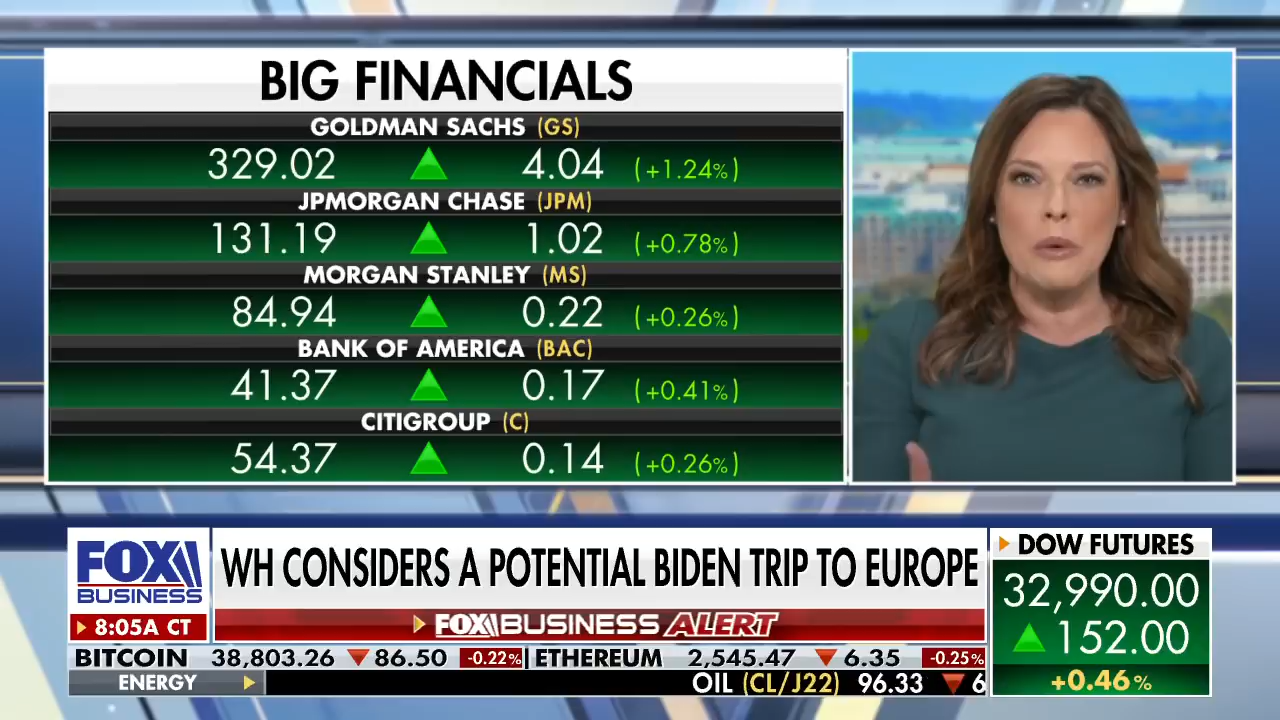 BIG FINANCIALS
GOLDMAN SACHS (GS)
329.02 ▲ 4.04 (+1.24%)
JPMORGAN CHASE (JPM)
131.19 ▲ 1.02 (+0.78%)
MORGAN STANLEY (MS)
84.94 ▲ 0.22 (+0.26%)
BANK OF AMERICA (BAC)
41.37 ▲ 0.17 (+0.41%)
CITIGROUP (C)
54.37 ▲ 0.14 (+0.26%)
FOX
BUSINESS
8:05A CT
WH CONSIDERS A POTENTIAL BIDEN TRIP TO EUROPE
FOX BUSINESS ALERT
DOW FUTURES
32,990.00
▲ 152.00
+0.46%
BITCOIN 38,803.26 ▼ 86.50 -0.22% ETHEREUM 2,545.47 ▼ 6.35 -0.25%
ENERGY OIL (CL/J22) 96.33 ▼ 6